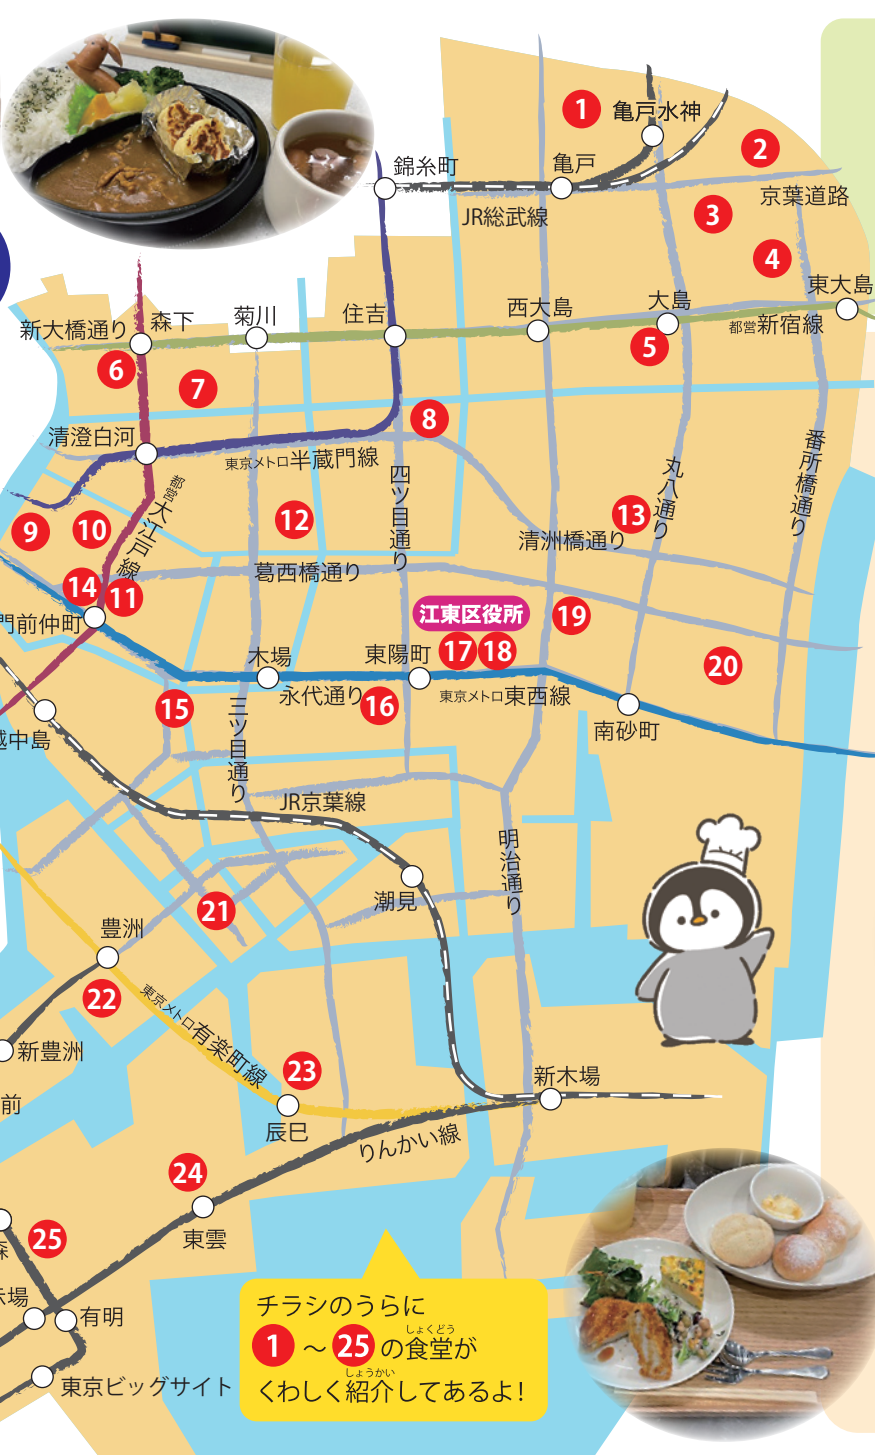 1
亀戸水神
2
錦糸町
亀戸
京葉道路
JR総武線
3
4
東大島
新大橋通り
森下
菊川
住吉
西大島
大島
都営新宿線
5
6
7
8
清澄白河
東京メトロ半蔵門線
四ツ目通り
丸八通り
番所橋通り
都営大江戸線
9
10
12
13
清洲橋通り
葛西橋通り
14
11
門前仲町
江東区役所
19
17
18
木場
東陽町
20
永代通り
16
東京メトロ東西線
15
三ツ目通り
南砂町
越中島
JR京葉線
明治通り
潮見
21
豊洲
22
東京メトロ有楽町線
新豊洲
前
23
新木場
辰巳
りんかい線
24
東雲
25
森
場
有明
東京ビッグサイト
チラシのうらに
1～25の食堂が
しょくどう
くわしく紹介してあるよ！
しょうかい